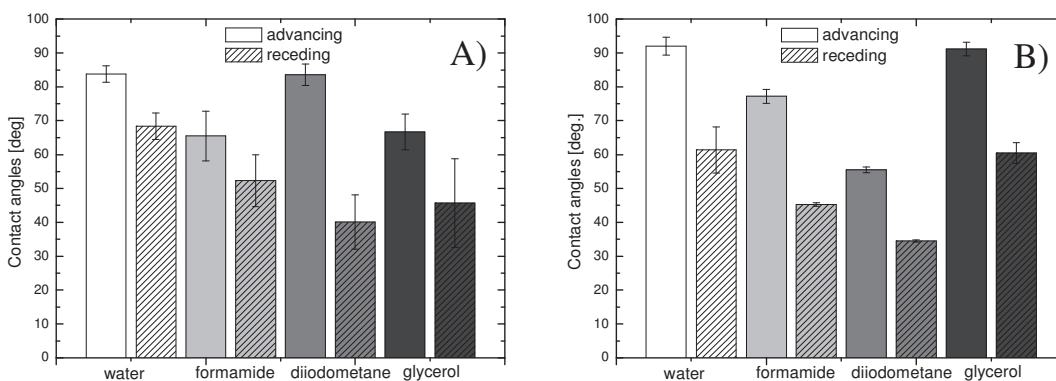 100
90
80
70
60
50
40
30
20
10
0
Contact angles [deg]
advancing
receding
A)
water formamide diiodometane glycerol
100
90
80
70
60
50
40
30
20
10
0
Contact angles [deg.]
advancing
receding
B)
water formamide diiodometane glycerol